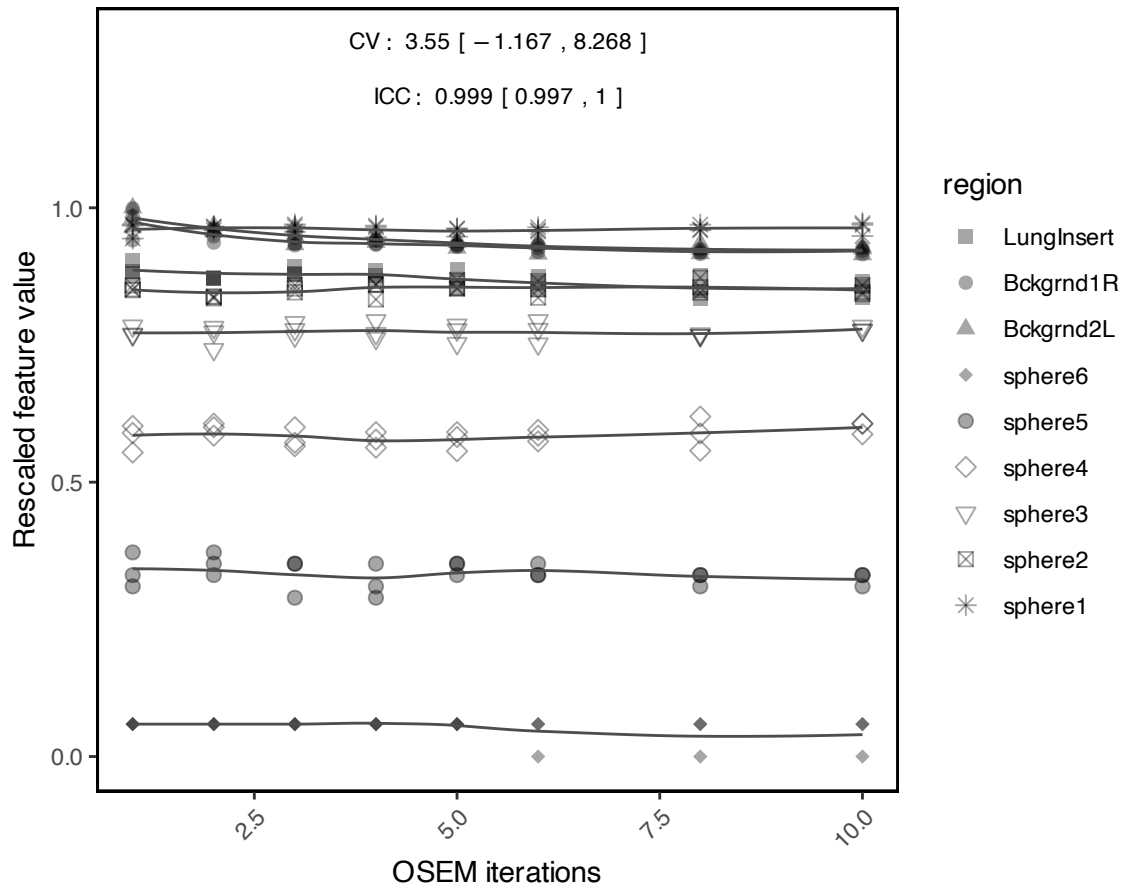 CV : 3.55 [ −1.167 , 8.268 ]
ICC : 0.999 [ 0.997 , 1 ]
1.0
0.5
0.0
Rescaled feature value
2.5
5.0
7.5
10.0
OSEM iterations
region
LungInsert
Bckgrnd1R
Bckgrnd2L
sphere6
sphere5
sphere4
sphere3
sphere2
sphere1